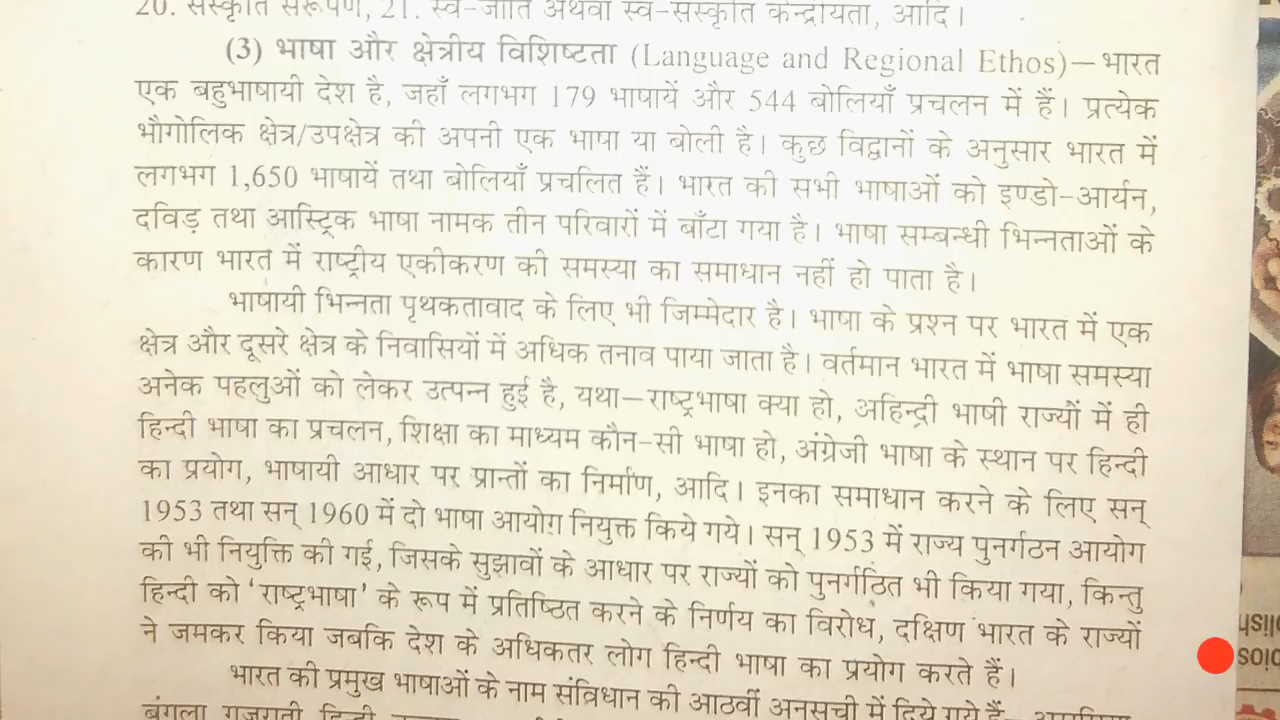 20. संस्कृति संरूपण, 21. स्व-जाति अथवा स्व-संस्कृति केन्द्रीयता, आदि।
(3) भाषा और क्षेत्रीय विशिष्टता (Language and Regional Ethos)—भारत
एक बहुभाषायी देश है, जहाँ लगभग 179 भाषायें और 544 बोलियाँ प्रचलन में हैं। प्रत्येक
भौगोलिक क्षेत्र/उपक्षेत्र की अपनी एक भाषा या बोली है। कुछ विद्वानों के अनुसार भारत में
लगभग 1,650 भाषायें तथा बोलियाँ प्रचलित हैं। भारत की सभी भाषाओं को इण्डो-आर्यन,
दविड़ तथा आस्ट्रिक भाषा नामक तीन परिवारों में बाँटा गया है। भाषा सम्बन्धी भिन्नताओं के
कारण भारत में राष्ट्रीय एकीकरण की समस्या का समाधान नहीं हो पाता है।
भाषायी भिन्नता पृथकतावाद के लिए भी जिम्मेदार है। भाषा के प्रश्न पर भारत में एक
क्षेत्र और दूसरे क्षेत्र के निवासियों में अधिक तनाव पाया जाता है। वर्तमान भारत में भाषा समस्या
अनेक पहलुओं को लेकर उत्पन्न हुई है, यथा—राष्ट्रभाषा क्या हो, अहिन्द्री भाषी राज्यों में ही
हिन्दी भाषा का प्रचलन, शिक्षा का माध्यम कौन-सी भाषा हो, अंग्रेजी भाषा के स्थान पर हिन्दी
का प्रयोग, भाषायी आधार पर प्रान्तों का निर्माण, आदि। इनका समाधान करने के लिए सन्
1953 तथा सन् 1960 में दो भाषा आयोग नियुक्त किये गये। सन् 1953 में राज्य पुनर्गठन आयोग
की भी नियुक्ति की गई, जिसके सुझावों के आधार पर राज्यों को पुनर्गठित भी किया गया, किन्तु
हिन्दी को 'राष्ट्रभाषा' के रूप में प्रतिष्ठित करने के निर्णय का विरोध, दक्षिण भारत के राज्यों
ने जमकर किया जबकि देश के अधिकतर लोग हिन्दी भाषा का प्रयोग करते हैं।
भारत की प्रमुख भाषाओं के नाम संविधान की आठवीं अनुसूची में दिये गये हैं—
बंगला गुजराती हिन्दी